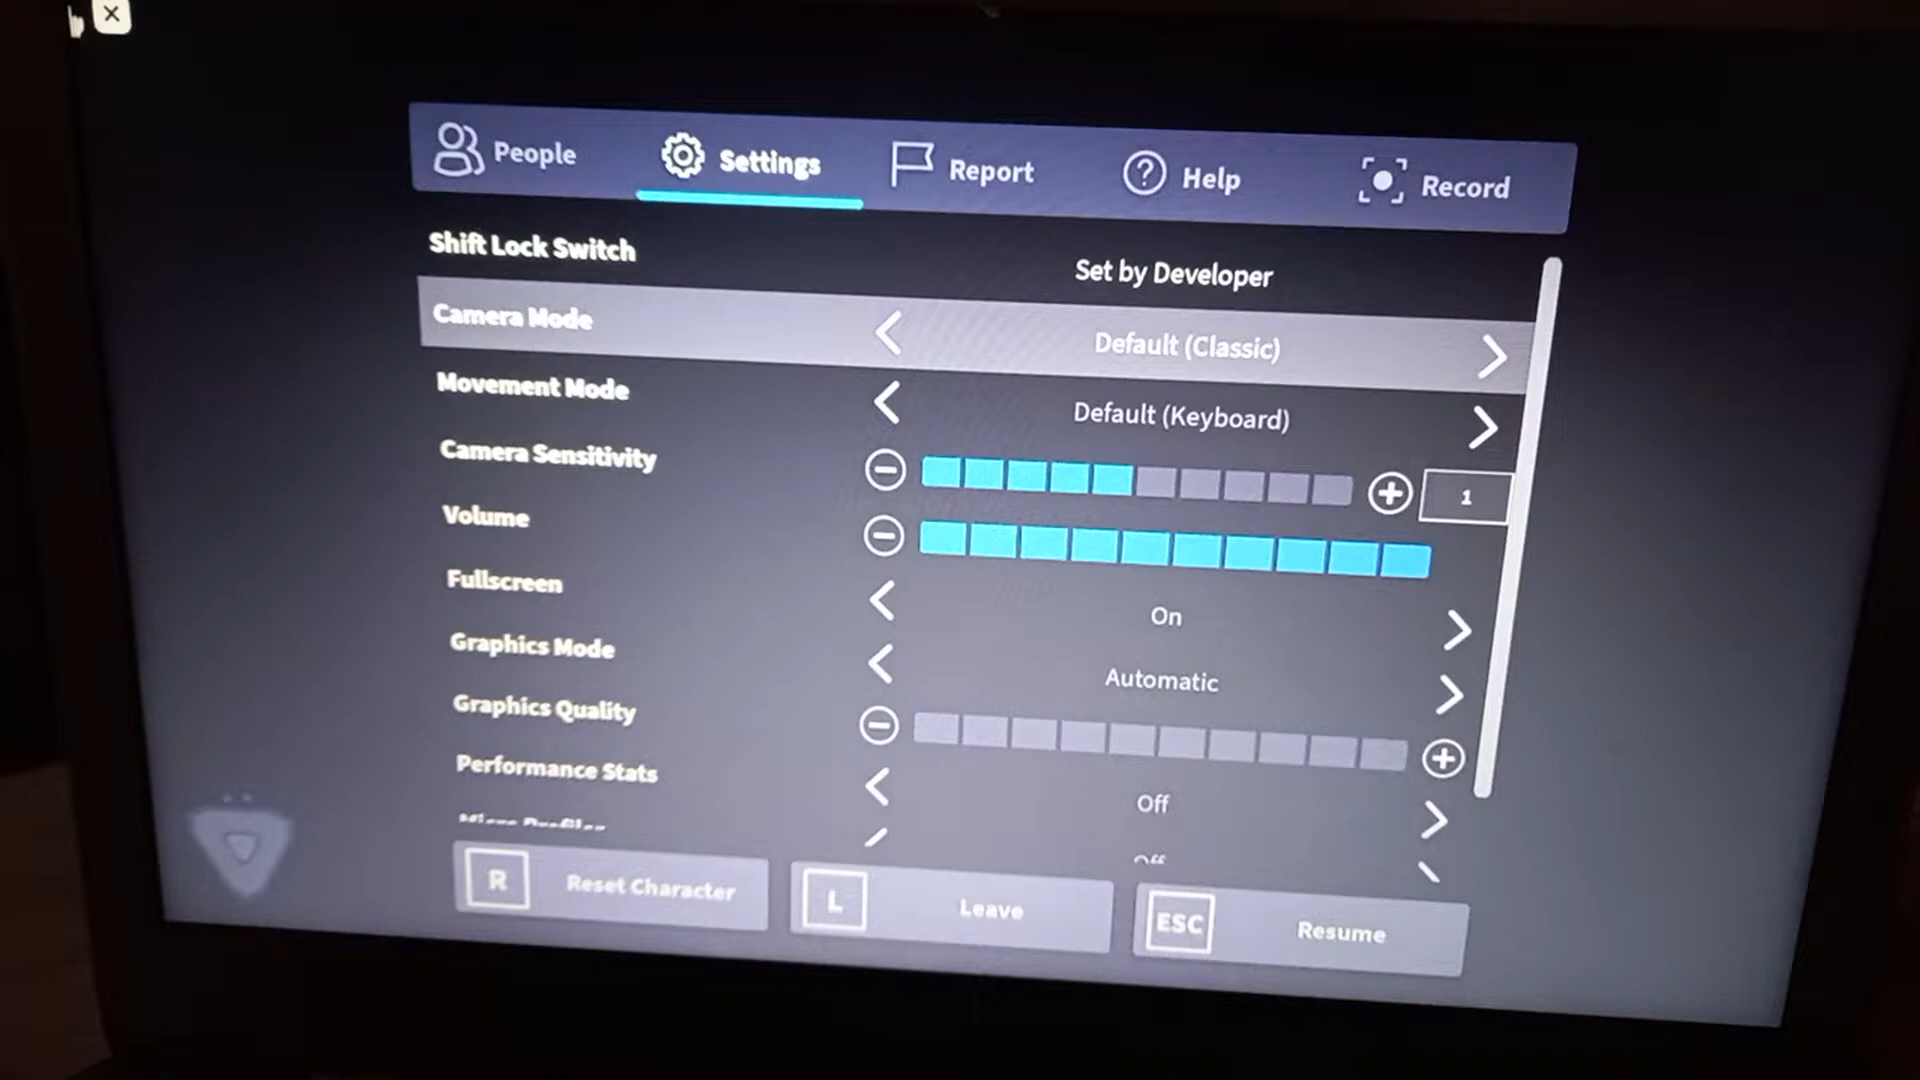 People Settings Report Help Record
Shift Lock Switch Set by Developer
Camera Mode Default (Classic)
Movement Mode Default (Keyboard)
Camera Sensitivity 1
Volume
Fullscreen On
Graphics Mode Automatic
Graphics Quality
Performance Stats Off
R Reset Character L Leave ESC Resume